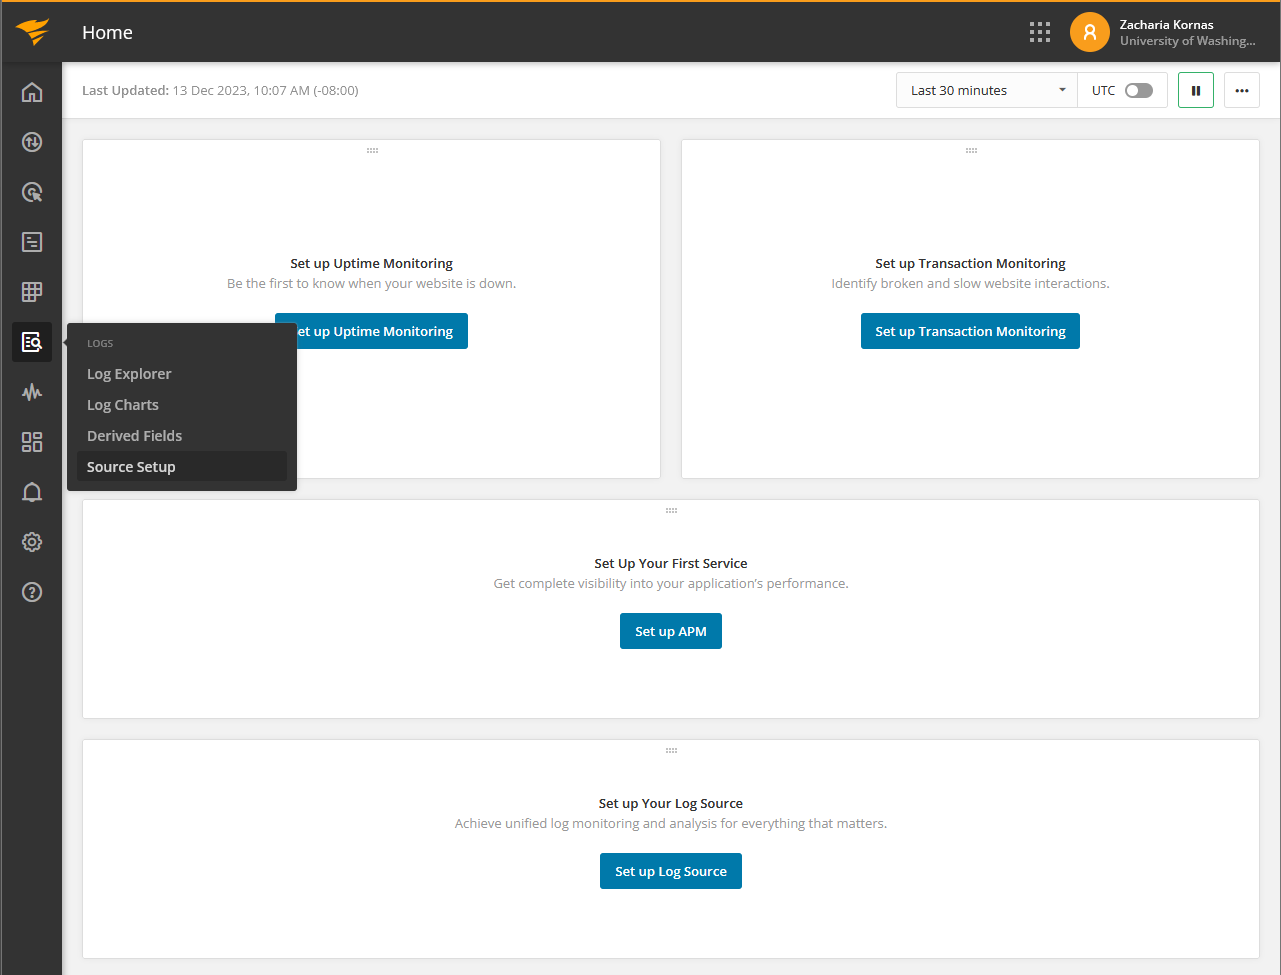 Home
Zacharia Kornas
University of Washing...
Last Updated: 13 Dec 2023, 10:07 AM (-08:00)
Last 30 minutes
UTC
Set up Uptime Monitoring
Be the first to know when your website is down.
et up Uptime Monitoring
Set up Transaction Monitoring
Identify broken and slow website interactions.
Set up Transaction Monitoring
LOGS
Log Explorer
Log Charts
Derived Fields
Source Setup
Set Up Your First Service
Get complete visibility into your application's performance.
Set up APM
Set up Your Log Source
Achieve unified log monitoring and analysis for everything that matters.
Set up Log Source